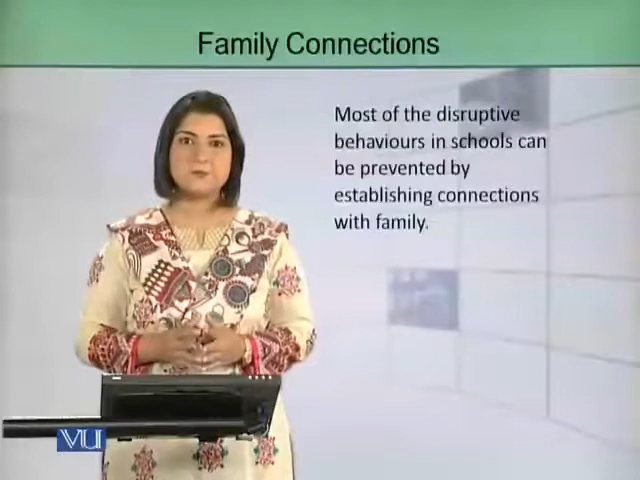 Family Connections
Most of the disruptive
behaviours in schools can
be prevented by
establishing connections
with family.
VU